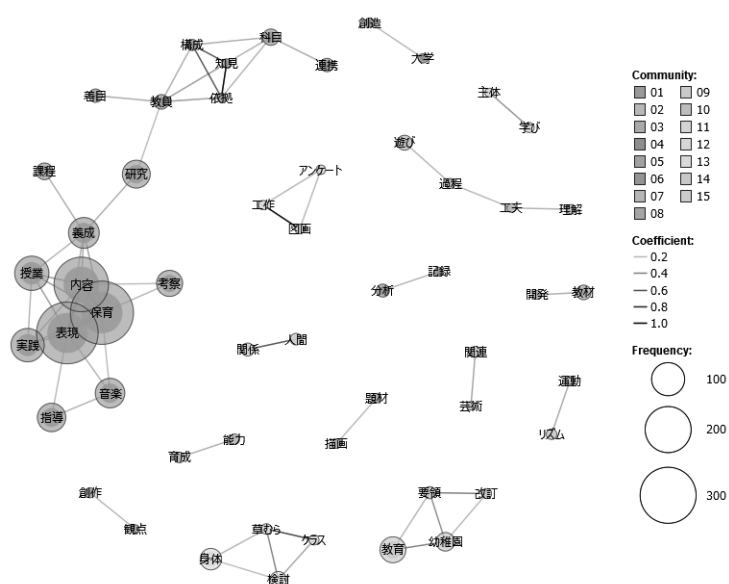 創造
大学
構成
科目
知見
連携
着目
教員
依拠
主体
学び
遊び
課程
研究
アンケート
過程
工作
工夫
理解
図画
養成
授業
内容
考察
保育
記録
分析
開発
教材
表現
実践
関係
人間
関連
音楽
指導
題材
芸術
運動
リズム
描画
能力
育成
創作
観点
要領
改訂
草むら
クラス
教育
幼稚園
身体
検討
Community:
01
09
02
10
03
11
04
12
05
13
06
14
07
15
08
Coefficient:
0.2
0.4
0.6
0.8
1.0
Frequency:
100
200
300